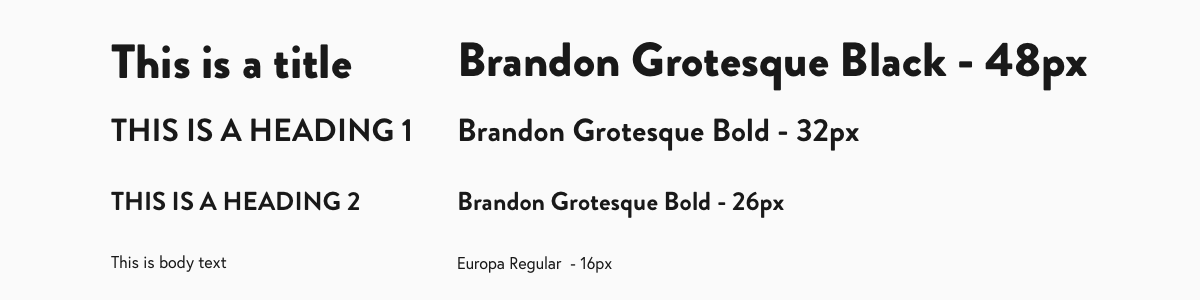 This is a title Brandon Grotesque Black - 48px
THIS IS A HEADING 1 Brandon Grotesque Bold - 32px
THIS IS A HEADING 2 Brandon Grotesque Bold - 26px
This is body text Europa Regular - 16px